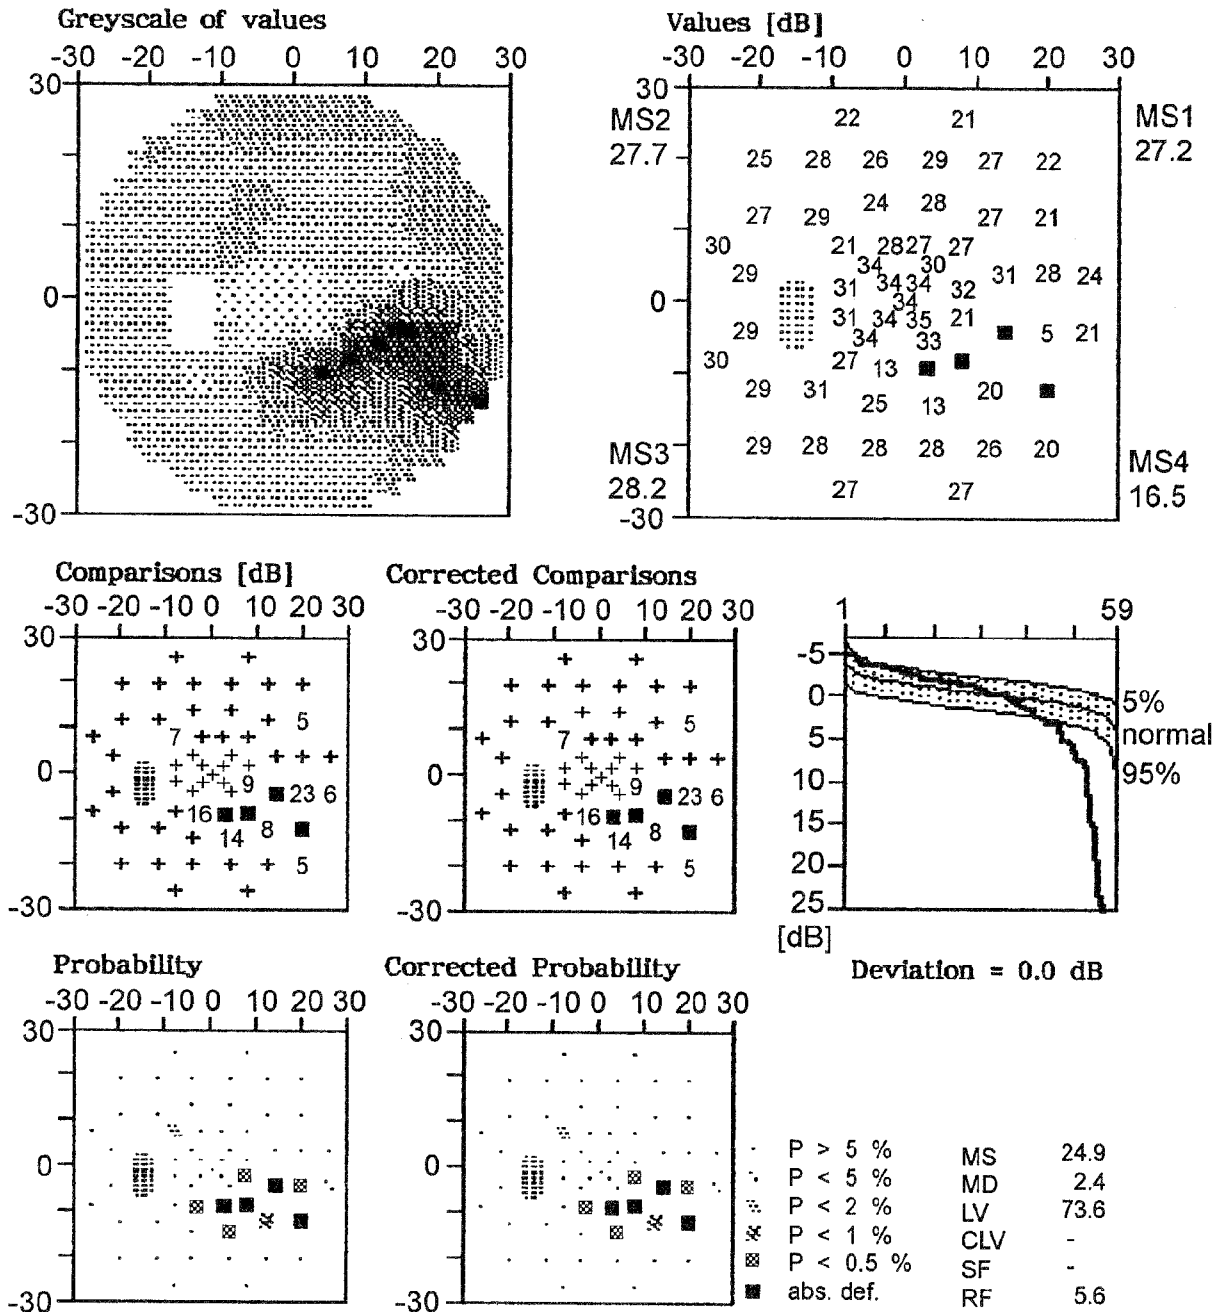 Greyscale of values
-30 -20 -10 0 10 20 30
30
0
-30
Values [dB]
-30 -20 -10 0 10 20 30
30
0
-30
MS2
27.7
MS1
27.2
MS3
28.2
MS4
16.5
22 21
25 28 26 29 27 22
24 28
27 29 27 21
30 21 28 27 27
34 30
29 31 28 24
31 34 34 32
34
31 34 35 21
29 34 33 5 21
30 27 13
29 31 20
25 13
29 28 28 28 26 20
27 27
Comparisons [dB]
-30 -20 -10 0 10 20 30
30
0
-30
5
7
9
23 6
16
14 8
5
Corrected Comparisons
-30 -20 -10 0 10 20 30
30
0
-30
5
7
9
23 6
16
14 8
5
1 59
-5
0
5
10
15
20
25
[dB]
5%
normal
95%
Deviation = 0.0 dB
Probability
-30 -20 -10 0 10 20 30
30
0
-30
Corrected Probability
-30 -20 -10 0 10 20 30
30
0
-30
P > 5 %
P < 5 %
P < 2 %
P < 1 %
P < 0.5 %
abs. def.
MS 24.9
MD 2.4
LV 73.6
CLV -
SF -
RF 5.6